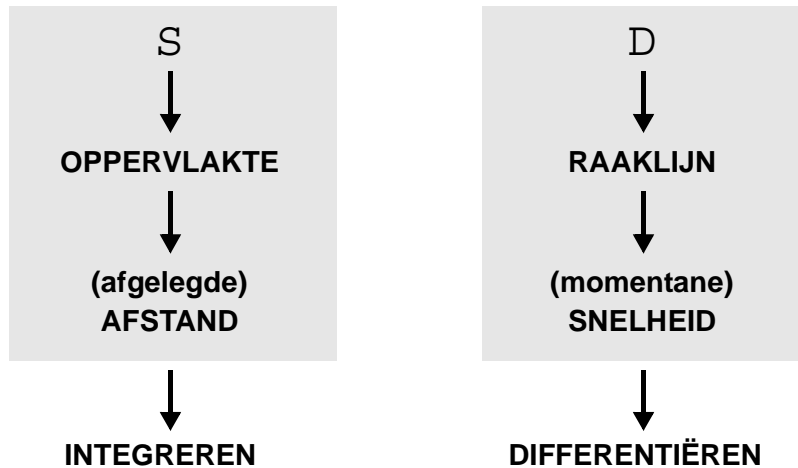 S
OPPERVLAKTE
(afgelegde)
AFSTAND
INTEGREREN
D
RAAKLIJN
(momentane)
SNELHEID
DIFFERENTIËREN